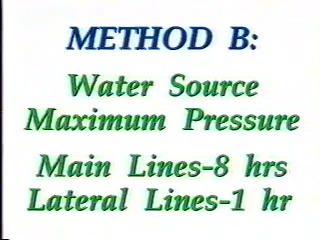 METHOD B:
Water Source
Maximum Pressure
Main Lines-8 hrs
Lateral Lines-1 hr